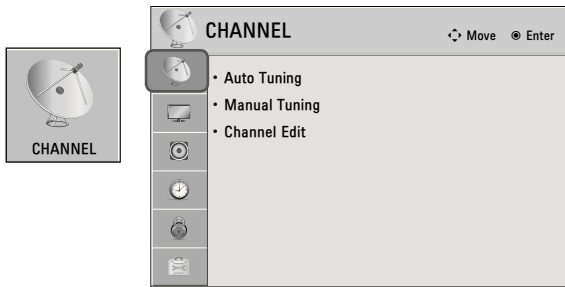 CHANNEL
CHANNEL
Move Enter
• Auto Tuning
• Manual Tuning
• Channel Edit